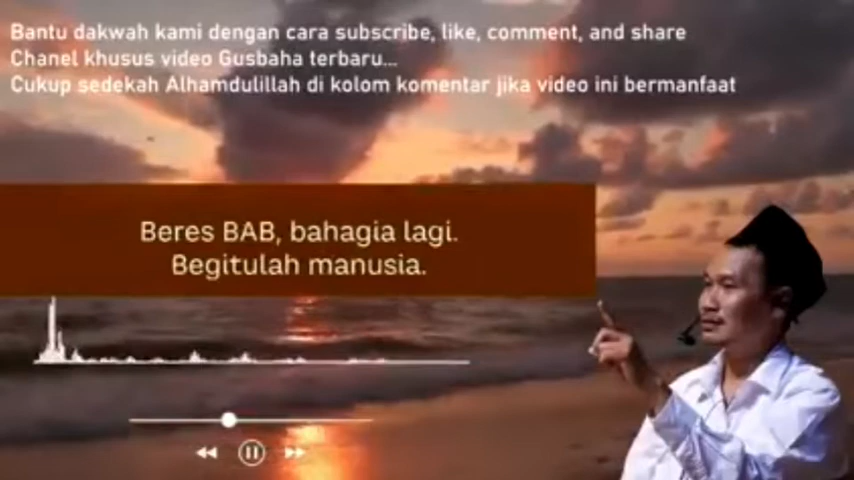 Bantu dakwah kami dengan cara subscribe, like, comment, and share
Chanel khusus video Gusbaha terbaru...
Cukup sedekah Alhamdulillah di kolom komentar jika video ini bermanfaat
Beres BAB, bahagia lagi.
Begitulah manusia.